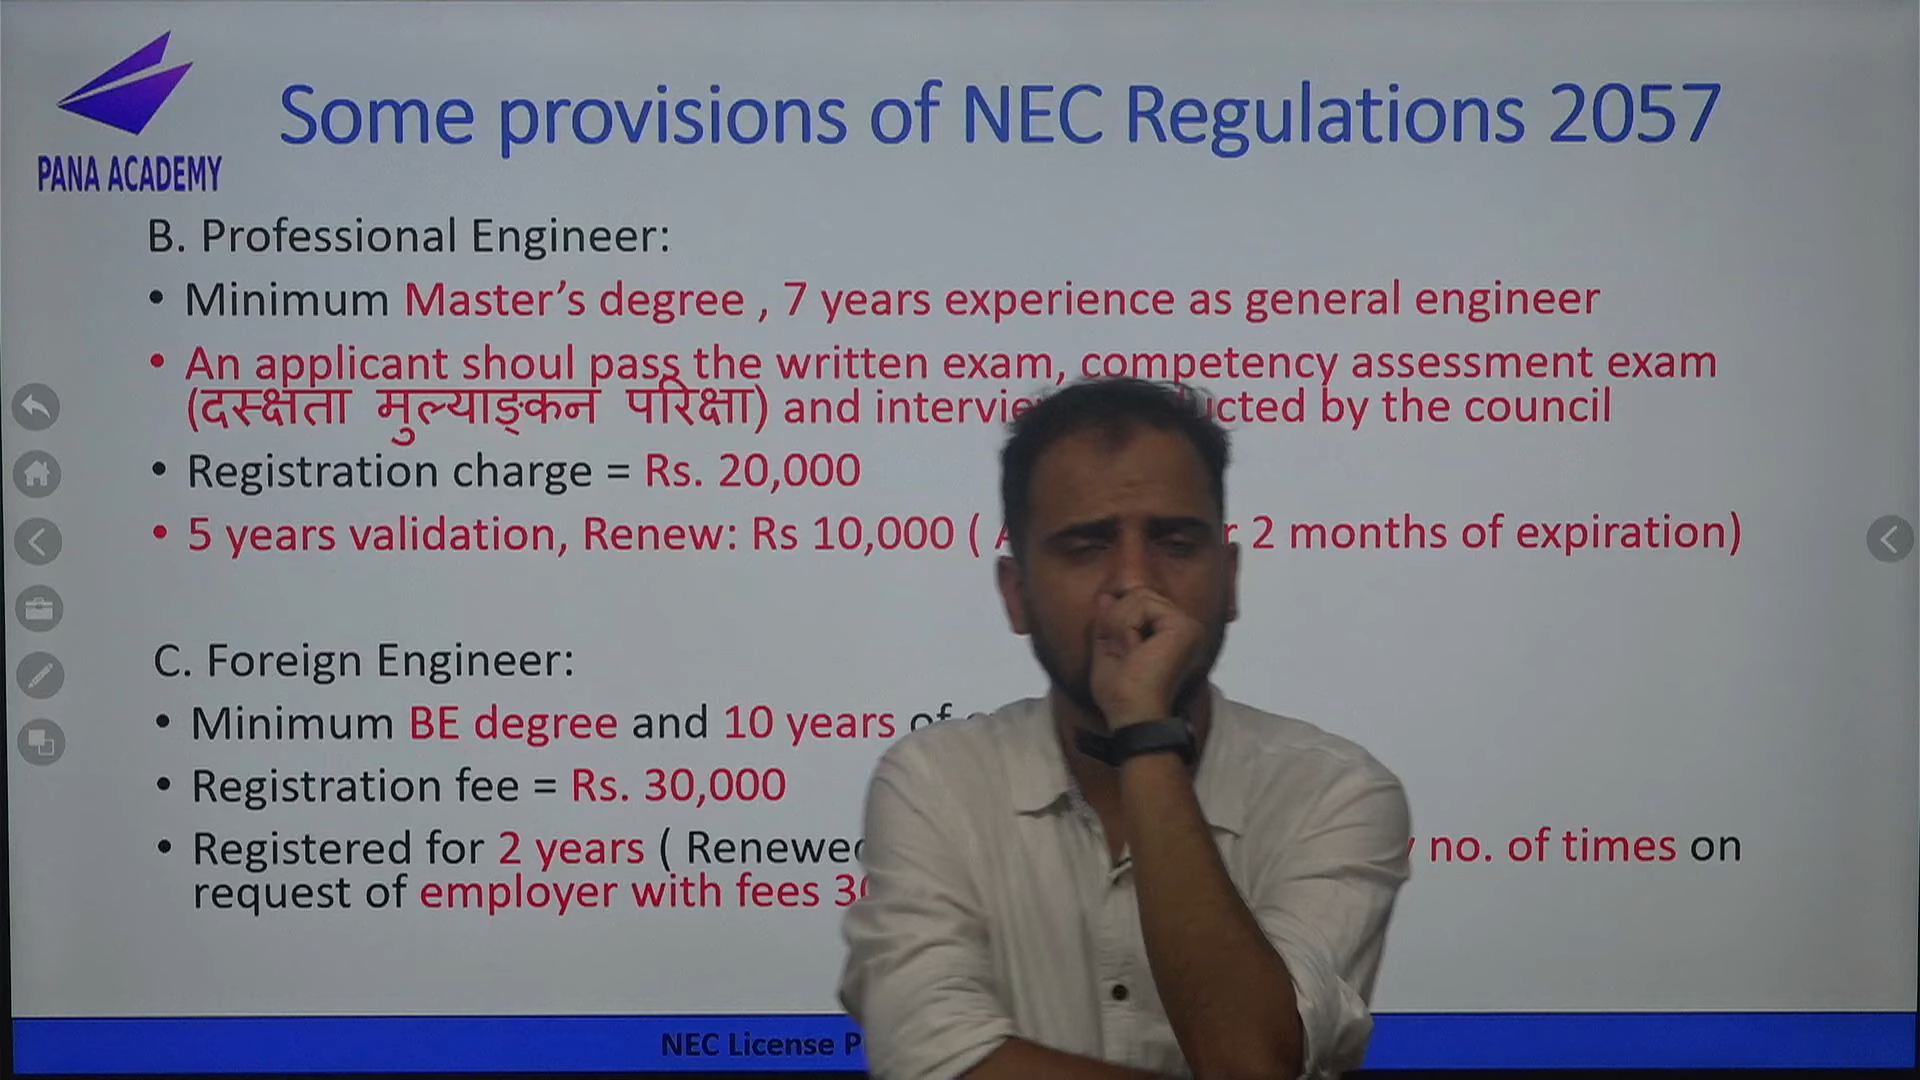 PANA ACADEMY
Some provisions of NEC Regulations 2057
B. Professional Engineer:
• Minimum Master's degree , 7 years experience as general engineer
• An applicant shoul pass the written exam, competency assessment exam
(दस्क्षता मुल्याङ्कन परिक्षा) and by the council
• Registration charge = Rs. 20,000
• 5 years validation, Renew: Rs 10,000 ( 2 months of expiration)
C. Foreign Engineer:
• Minimum BE degree and 10 years of
• Registration fee = Rs. 30,000
• Registered for 2 years ( no. of times on
request of employer with fees
NEC License